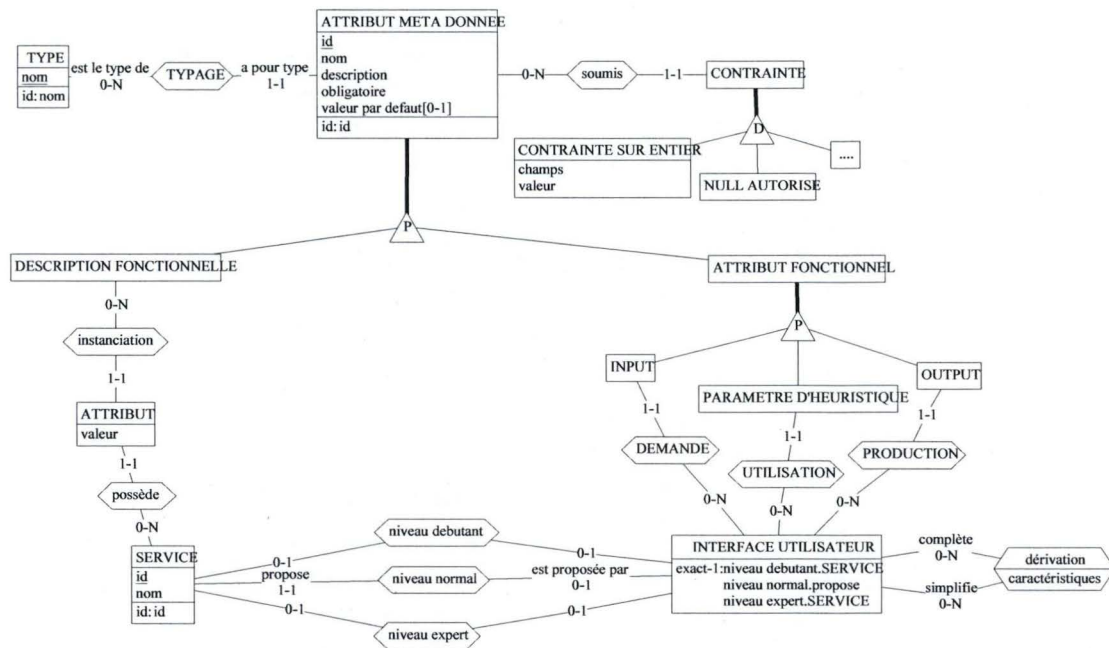 ATTRIBUT META DONNEE
id
nom
description
obligatoire
valeur par defaut[0-1]
id: id
TYPE
nom
id: nom
est le type de
0-N
TYPAGE
a pour type
1-1
0-N
soumis
1-1
CONTRAINTE
D
CONTRAINTE SUR ENTIER
champs
valeur
NULL AUTORISE
....
P
DESCRIPTION FONCTIONNELLE
ATTRIBUT FONCTIONNEL
0-N
instanciation
1-1
ATTRIBUT
valeur
1-1
possède
0-N
P
INPUT
PARAMETRE D'HEURISTIQUE
OUTPUT
1-1
1-1
1-1
DEMANDE
UTILISATION
PRODUCTION
0-N
0-N
0-N
SERVICE
id
nom
id: id
0-1
niveau debutant
0-1
propose
1-1
niveau normal
est proposée par
0-1
0-1
niveau expert
0-1
INTERFACE UTILISATEUR
exact-1:niveau debutant.SERVICE
niveau normal.propose
niveau expert.SERVICE
complète
0-N
simplifie
0-N
dérivation
caractéristiques